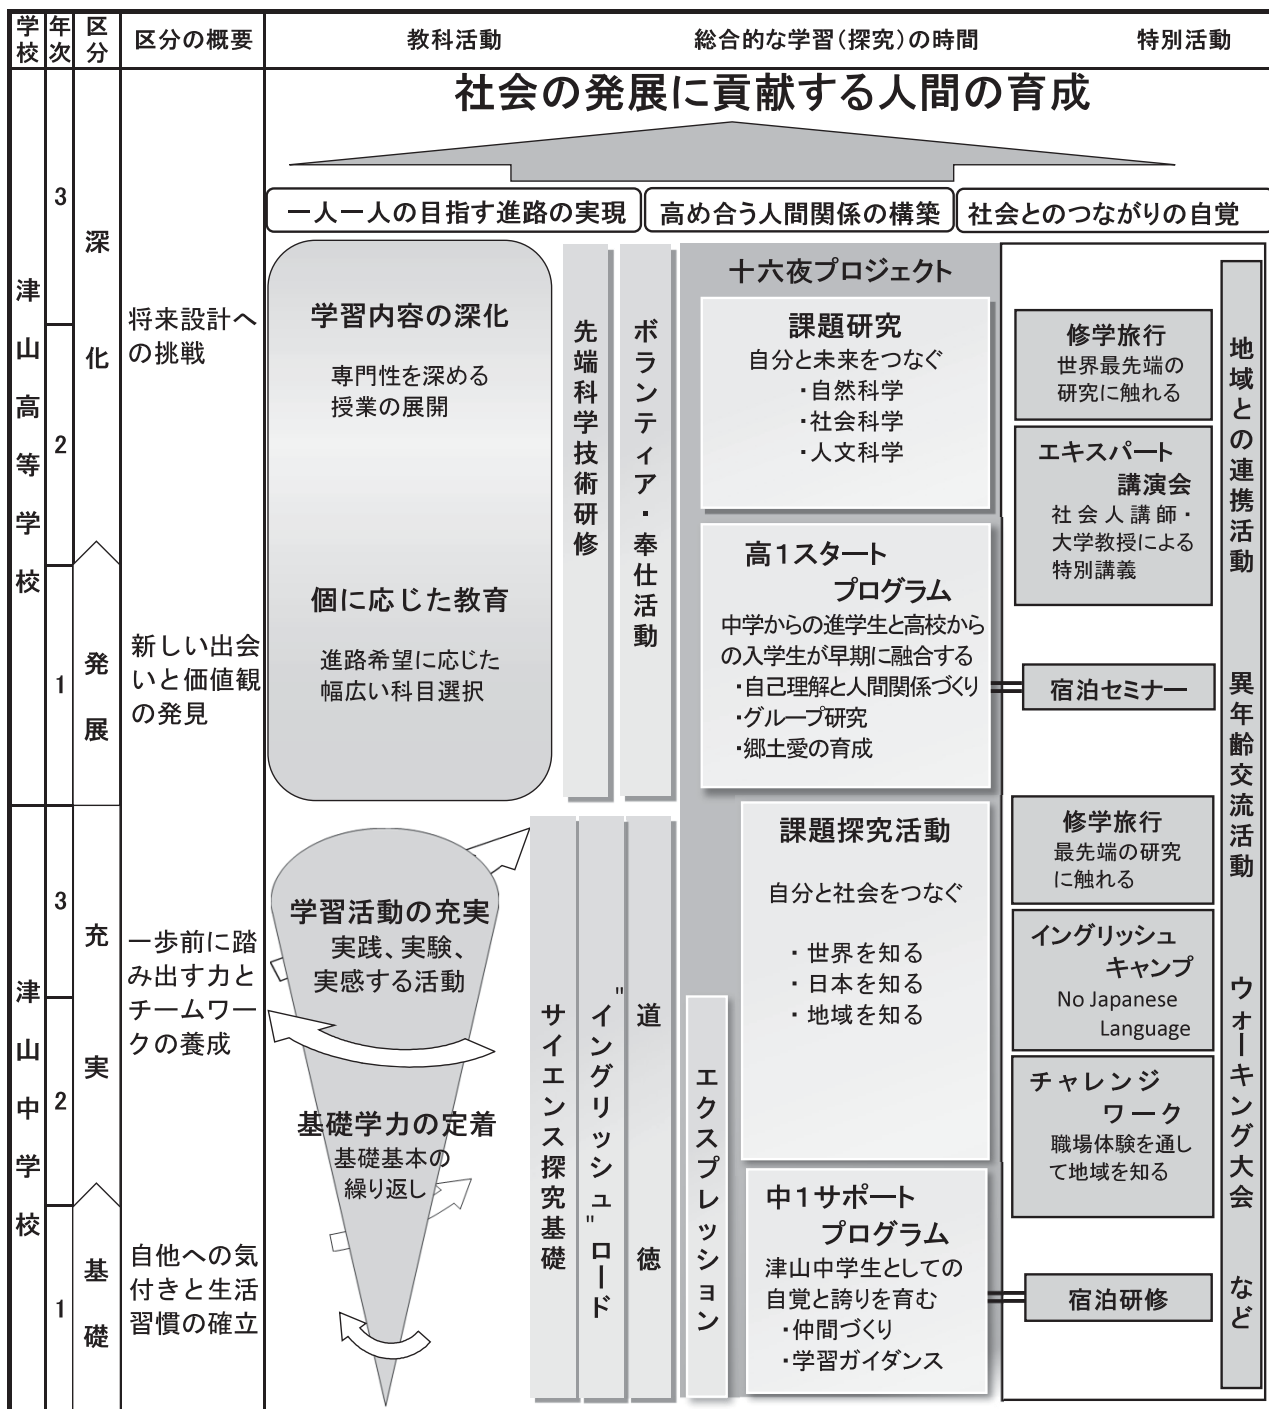 学校
年次
区分
区分の概要
教科活動
総合的な学習(探究)の時間
特別活動
社会の発展に貢献する人間の育成
一人一人の目指す進路の実現
高め合う人間関係の構築
社会とのつながりの自覚
津山高等学校
3
2
1
深化
発展
将来設計へ
の挑戦
新しい出会
いと価値観
の発見
学習内容の深化
専門性を深める
授業の展開
個に応じた教育
進路希望に応じた
幅広い科目選択
先端科学技術研修
ボランティア・奉仕活動
十六夜プロジェクト
課題研究
自分と未来をつなぐ
・自然科学
・社会科学
・人文科学
高1スタート
プログラム
中学からの進学生と高校から
の入学生が早期に融合する
・自己理解と人間関係づくり
・グループ研究
・郷土愛の育成
修学旅行
世界最先端の
研究に触れる
エキスパート
講演会
社会人講師・
大学教授による
特別講義
宿泊セミナー
地域との連携活動
異年齢交流活動
ウォーキング大会
など
津山中学校
3
2
1
充実
基礎
一歩前に踏
み出す力と
チームワー
クの養成
自他への気
付きと生活
習慣の確立
学習活動の充実
実践、実験、
実感する活動
基礎学力の定着
基礎基本の
繰り返し
サイエンス探究基礎
"イングリッシュ"ロード
道徳
エクスプレッション
課題探究活動
自分と社会をつなぐ
・世界を知る
・日本を知る
・地域を知る
中1サポート
プログラム
津山中学生としての
自覚と誇りを育む
・仲間づくり
・学習ガイダンス
修学旅行
最先端の研究
に触れる
イングリッシュ
キャンプ
No Japanese
Language
チャレンジ
ワーク
職場体験を通し
て地域を知る
宿泊研修